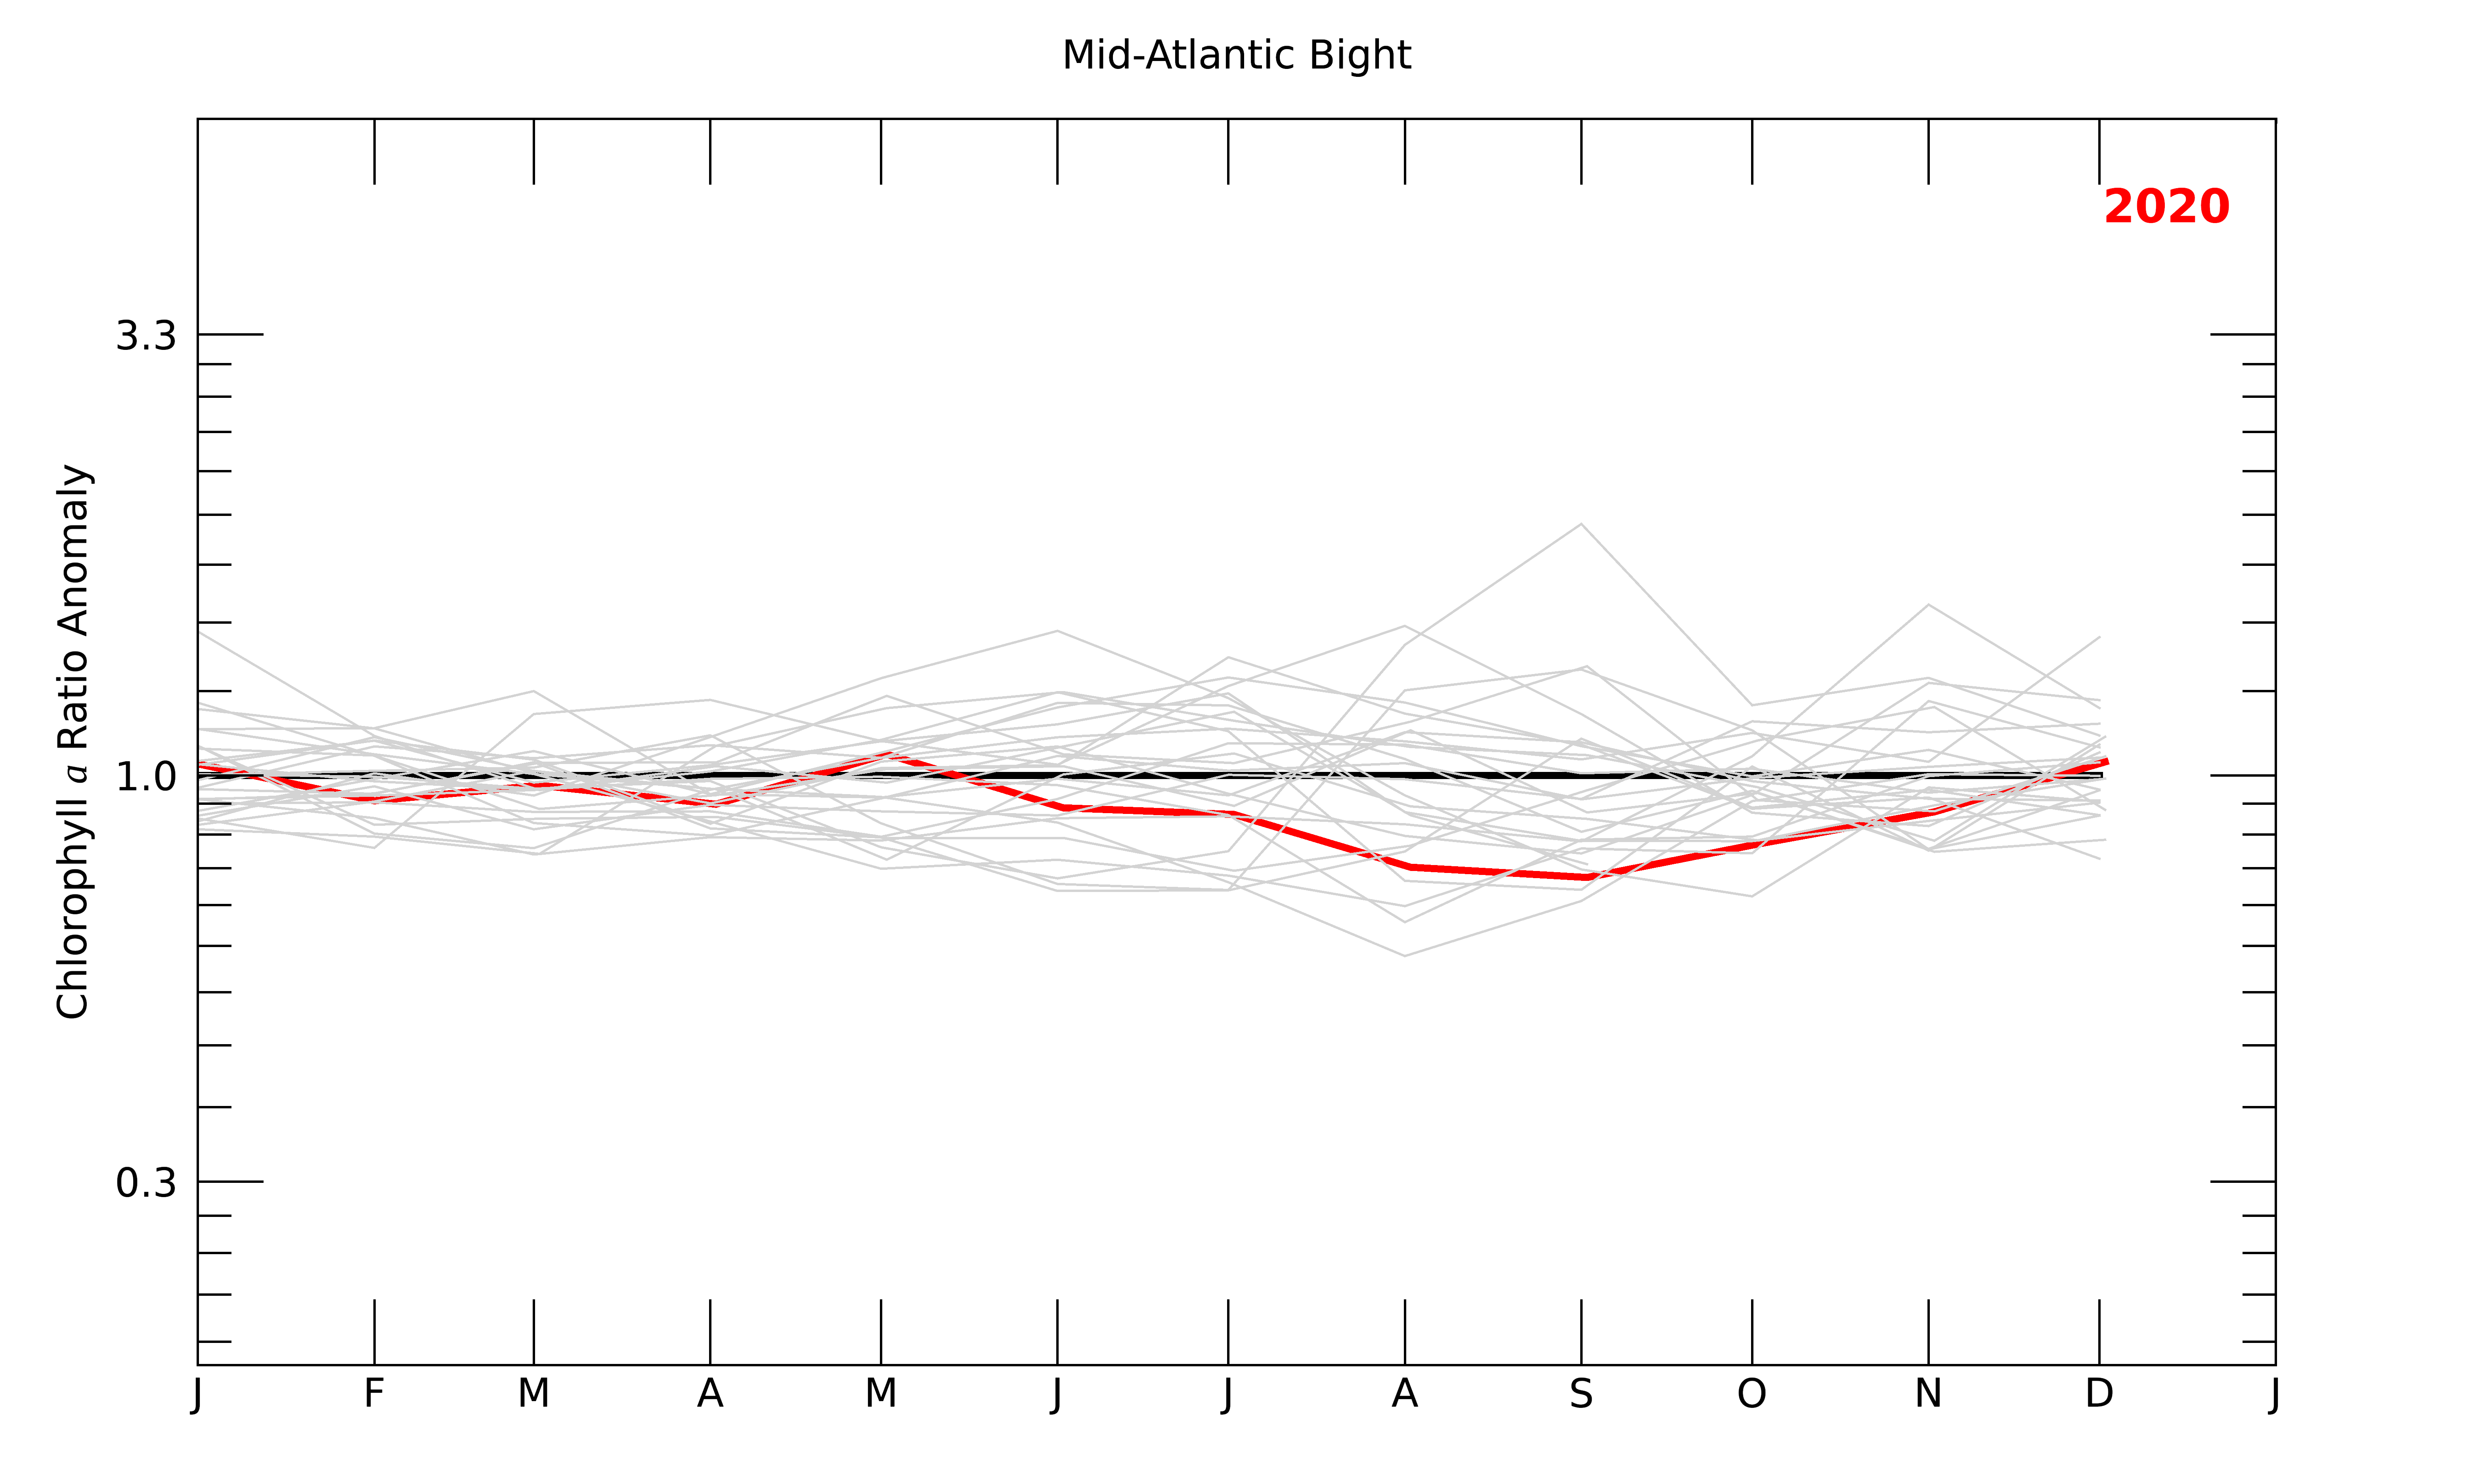 Mid-Atlantic Bight
2020
Chlorophyll a Ratio Anomaly
3.3
1.0
0.3
J F M A M J J A S O N D J